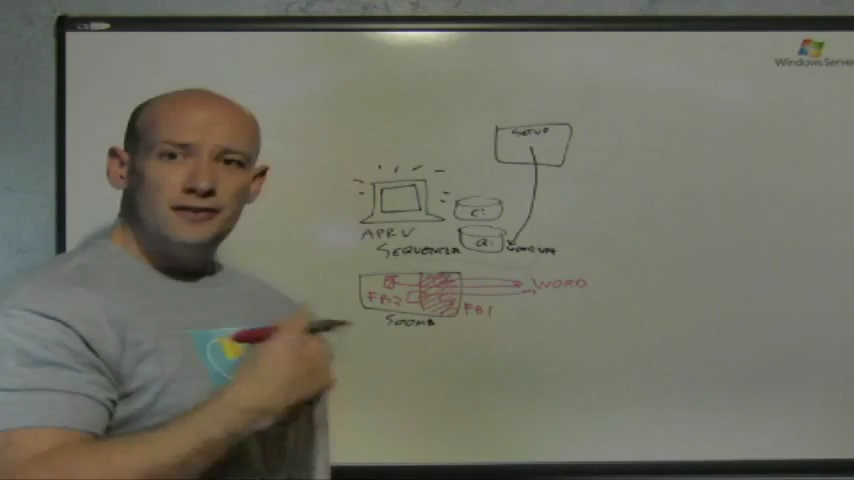 Windows Server
SETUP
C:
APP V
SEQUENCER
Q:
WORD
FB2
FB1
500MB